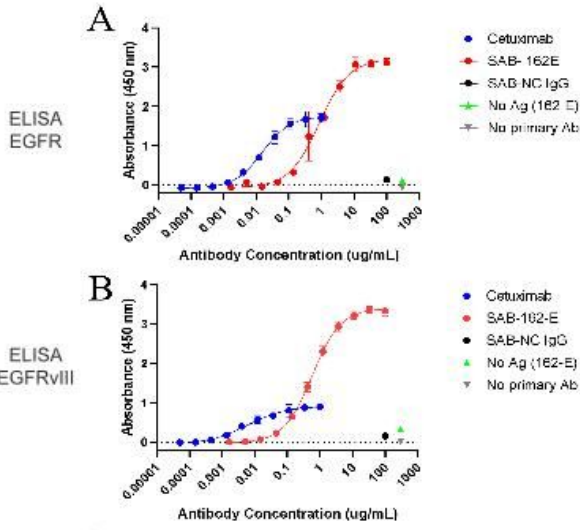 A
ELISA
EGFR
Absorbance (450 nm)
4
3
2
1
0
0.00001
0.0001
0.001
0.01
0.1
1
10
100
1000
Antibody Concentration (ug/mL)
Cetuximab
SAB- 162E
SAB-NC IgG
No Ag (162 E)
No primary Ab
B
ELISA
EGFRvIII
Absorbance (450 nm)
4
3
2
1
0
0.00001
0.0001
0.001
0.01
0.1
1
10
100
1000
Antibody Concentration (ug/mL)
Cetuximab
SAB-162-E
SAB-NC IgG
No Ag (162-E)
No primary Ab